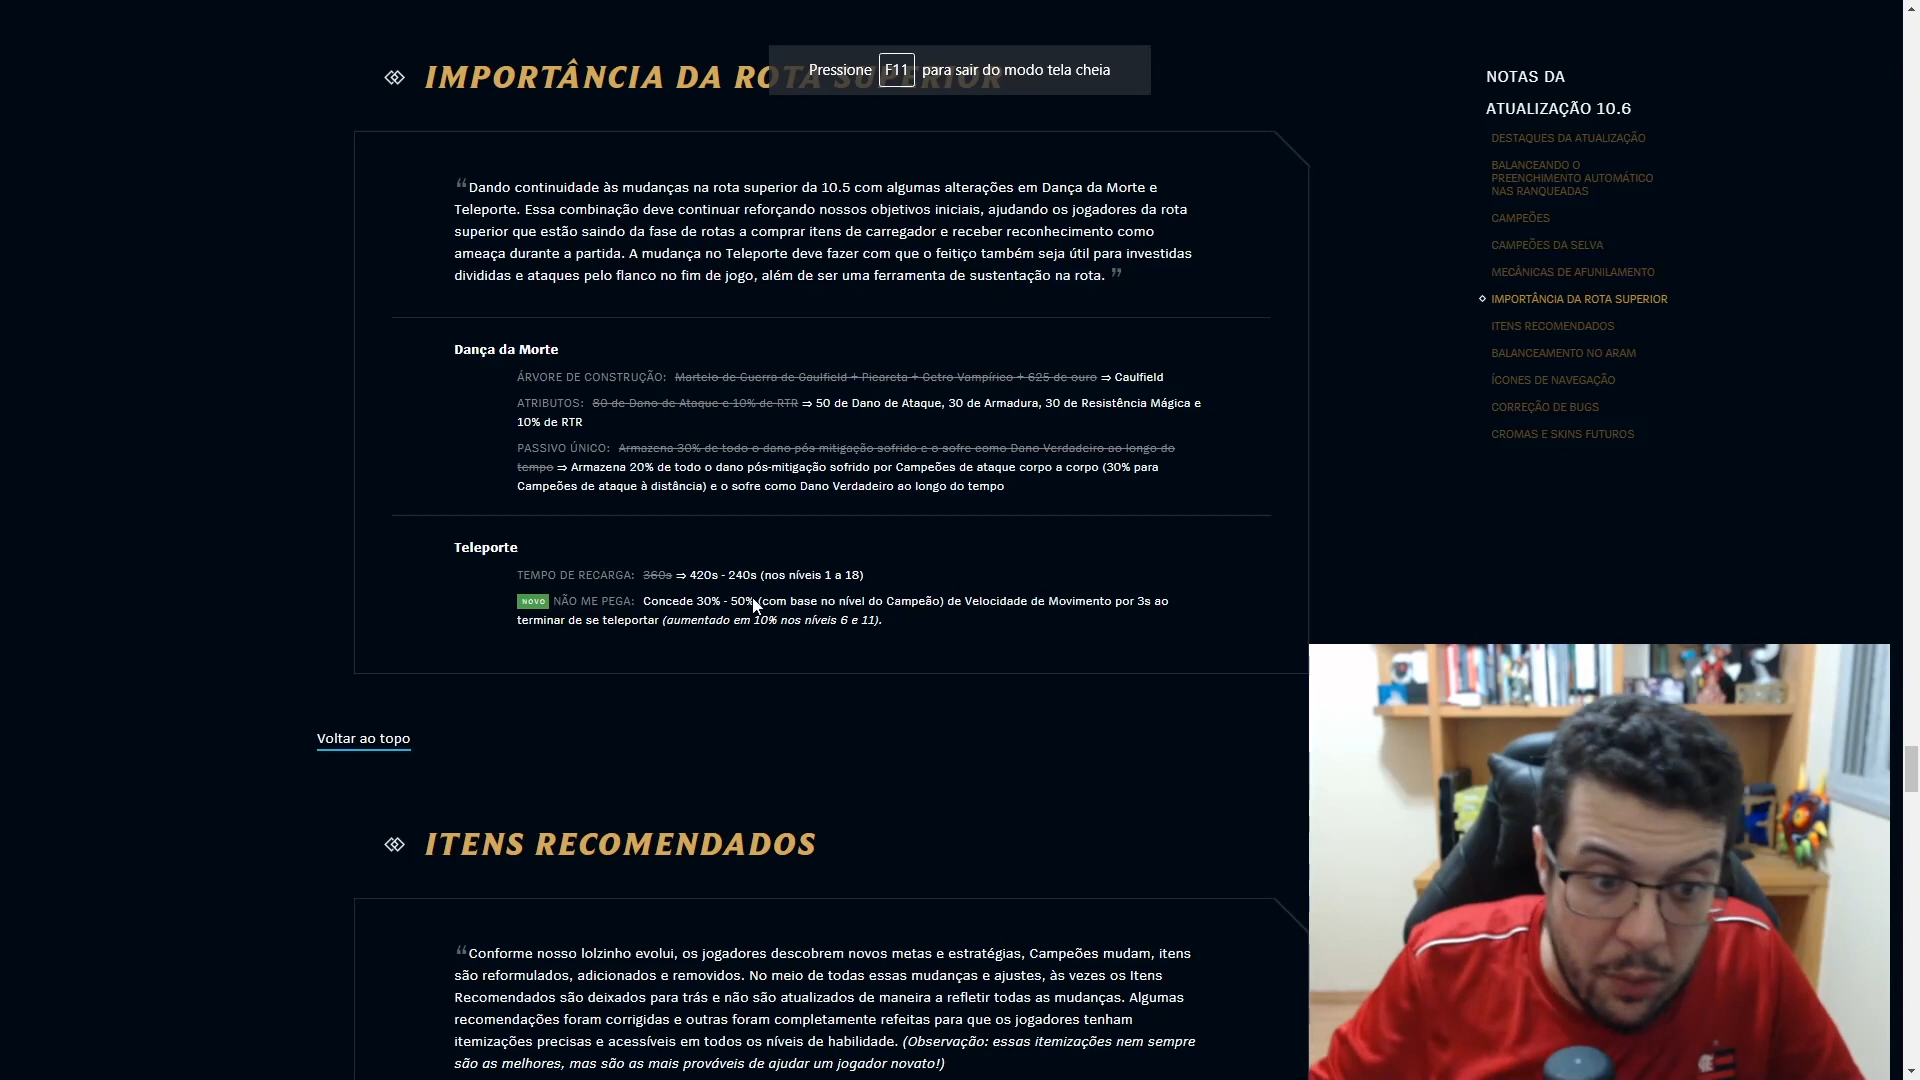 IMPORTÂNCIA DA ROTA SUPERIOR
Pressione F11 para sair do modo tela cheia
“Dando continuidade às mudanças na rota superior da 10.5 com algumas alterações em Dança da Morte e
Teleporte. Essa combinação deve continuar reforçando nossos objetivos iniciais, ajudando os jogadores da rota
superior que estão saindo da fase de rotas a comprar itens de carregador e receber reconhecimento como
ameaça durante a partida. A mudança no Teleporte deve fazer com que o feitiço também seja útil para investidas
divididas e ataques pelo flanco no fim de jogo, além de ser uma ferramenta de sustentação na rota. ”
Dança da Morte
ÁRVORE DE CONSTRUÇÃO: Martelo de Guerra de Caulfield + Picareta + Cetro Vampírico + 625 de ouro ⇒ Caulfield
ATRIBUTOS: 80 de Dano de Ataque e 10% de RTR ⇒ 50 de Dano de Ataque, 30 de Armadura, 30 de Resistência Mágica e
10% de RTR
PASSIVO ÚNICO: Armazena 30% de todo o dano pós mitigação sofrido e o sofre como Dano Verdadeiro ao longo do
tempo ⇒ Armazena 20% de todo o dano pós-mitigação sofrido por Campeões de ataque corpo a corpo (30% para
Campeões de ataque à distância) e o sofre como Dano Verdadeiro ao longo do tempo
Teleporte
TEMPO DE RECARGA: 360s ⇒ 420s - 240s (nos níveis 1 a 18)
NOVO NÃO ME PEGA: Concede 30% - 50% (com base no nível do Campeão) de Velocidade de Movimento por 3s ao
terminar de se teleportar (aumentado em 10% nos níveis 6 e 11).
Voltar ao topo
ITENS RECOMENDADOS
“Conforme nosso lolzinho evolui, os jogadores descobrem novos metas e estratégias, Campeões mudam, itens
são reformulados, adicionados e removidos. No meio de todas essas mudanças e ajustes, às vezes os Itens
Recomendados são deixados para trás e não são atualizados de maneira a refletir todas as mudanças. Algumas
recomendações foram corrigidas e outras foram completamente refeitas para que os jogadores tenham
itemizações precisas e acessíveis em todos os níveis de habilidade. (Observação: essas itemizações nem sempre
são as melhores, mas são as mais prováveis de ajudar um jogador novato!)
NOTAS DA
ATUALIZAÇÃO 10.6
DESTAQUES DA ATUALIZAÇÃO
BALANCEANDO O
PREENCHIMENTO AUTOMÁTICO
NAS RANQUEADAS
CAMPEÕES
CAMPEÕES DA SELVA
MECÂNICAS DE AFUNILAMENTO
IMPORTÂNCIA DA ROTA SUPERIOR
ITENS RECOMENDADOS
BALANCEAMENTO NO ARAM
ÍCONES DE NAVEGAÇÃO
CORREÇÃO DE BUGS
CROMAS E SKINS FUTUROS